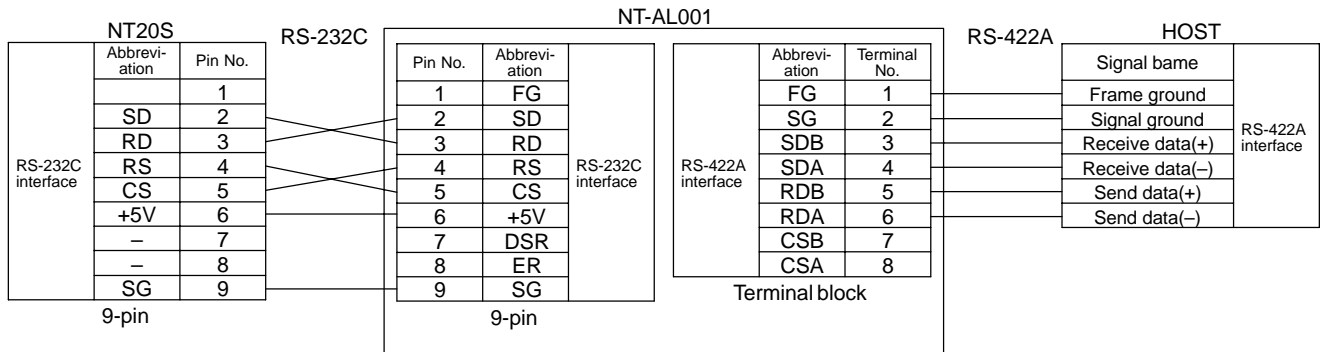 NT-AL001
NT20S RS-232C RS-422A HOST
Abbrevi-ation Pin No.
1
SD 2
RD 3
RS 4
CS 5
+5V 6
– 7
– 8
SG 9
RS-232C
interface
9-pin
Pin No. Abbrevi-ation
1 FG
2 SD
3 RD
4 RS
5 CS
6 +5V
7 DSR
8 ER
9 SG
RS-232C
interface
9-pin
RS-422A
interface
Abbrevi-ation Terminal No.
FG 1
SG 2
SDB 3
SDA 4
RDB 5
RDA 6
CSB 7
CSA 8
Terminal block
Signal bame
Frame ground
Signal ground
Receive data(+)
Receive data(–)
Send data(+)
Send data(–)
RS-422A
interface